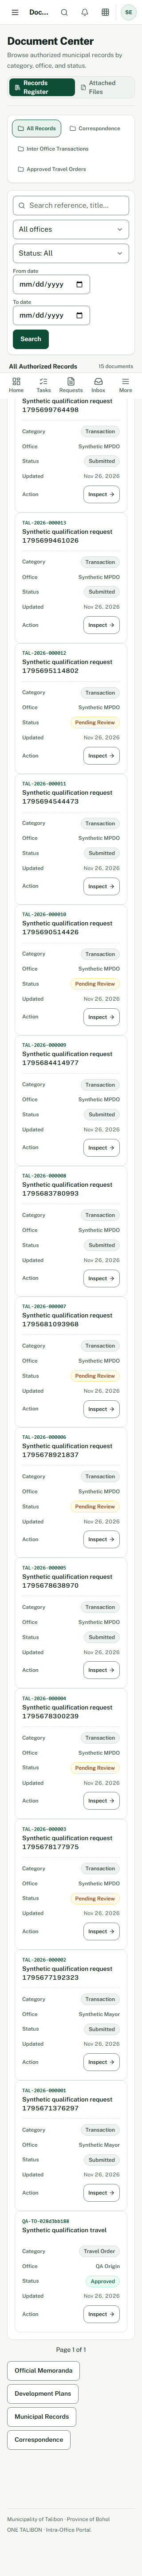 Doc...
SE
Document Center
Browse authorized municipal records by
category, office, and status.
Records
Register
Attached
Files
All Records
Correspondence
Inter Office Transactions
Approved Travel Orders
Search reference, title...
All offices
Status: All
From date
mm/dd/yyyy
To date
mm/dd/yyyy
Search
All Authorized Records
15 documents
Home
Tasks
Requests
Inbox
More
Synthetic qualification request
1795699764498
Category
Transaction
Office
Synthetic MPDO
Status
Submitted
Updated
Nov 26, 2026
Action
Inspect →
TAL-2026-000013
Synthetic qualification request
1795699461026
Category
Transaction
Office
Synthetic MPDO
Status
Submitted
Updated
Nov 26, 2026
Action
Inspect →
TAL-2026-000012
Synthetic qualification request
1795695114802
Category
Transaction
Office
Synthetic MPDO
Status
Pending Review
Updated
Nov 26, 2026
Action
Inspect →
TAL-2026-000011
Synthetic qualification request
1795694544473
Category
Transaction
Office
Synthetic MPDO
Status
Submitted
Updated
Nov 26, 2026
Action
Inspect →
TAL-2026-000010
Synthetic qualification request
1795690514426
Category
Transaction
Office
Synthetic MPDO
Status
Pending Review
Updated
Nov 26, 2026
Action
Inspect →
TAL-2026-000009
Synthetic qualification request
1795684414977
Category
Transaction
Office
Synthetic MPDO
Status
Submitted
Updated
Nov 26, 2026
Action
Inspect →
TAL-2026-000008
Synthetic qualification request
1795683780993
Category
Transaction
Office
Synthetic MPDO
Status
Submitted
Updated
Nov 26, 2026
Action
Inspect →
TAL-2026-000007
Synthetic qualification request
1795681093968
Category
Transaction
Office
Synthetic MPDO
Status
Pending Review
Updated
Nov 26, 2026
Action
Inspect →
TAL-2026-000006
Synthetic qualification request
1795678921837
Category
Transaction
Office
Synthetic MPDO
Status
Pending Review
Updated
Nov 26, 2026
Action
Inspect →
TAL-2026-000005
Synthetic qualification request
1795678638970
Category
Transaction
Office
Synthetic MPDO
Status
Submitted
Updated
Nov 26, 2026
Action
Inspect →
TAL-2026-000004
Synthetic qualification request
1795678300239
Category
Transaction
Office
Synthetic MPDO
Status
Pending Review
Updated
Nov 26, 2026
Action
Inspect →
TAL-2026-000003
Synthetic qualification request
1795678177975
Category
Transaction
Office
Synthetic MPDO
Status
Pending Review
Updated
Nov 26, 2026
Action
Inspect →
TAL-2026-000002
Synthetic qualification request
1795677192323
Category
Transaction
Office
Synthetic Mayor
Status
Submitted
Updated
Nov 26, 2026
Action
Inspect →
TAL-2026-000001
Synthetic qualification request
1795671376297
Category
Transaction
Office
Synthetic Mayor
Status
Submitted
Updated
Nov 26, 2026
Action
Inspect →
QA-TO-028d3bb188
Synthetic qualification travel
Category
Travel Order
Office
QA Origin
Status
Approved
Updated
Nov 26, 2026
Action
Inspect →
Page 1 of 1
Official Memoranda
Development Plans
Municipal Records
Correspondence
Municipality of Talibon · Province of Bohol
ONE TALIBON · Intra-Office Portal